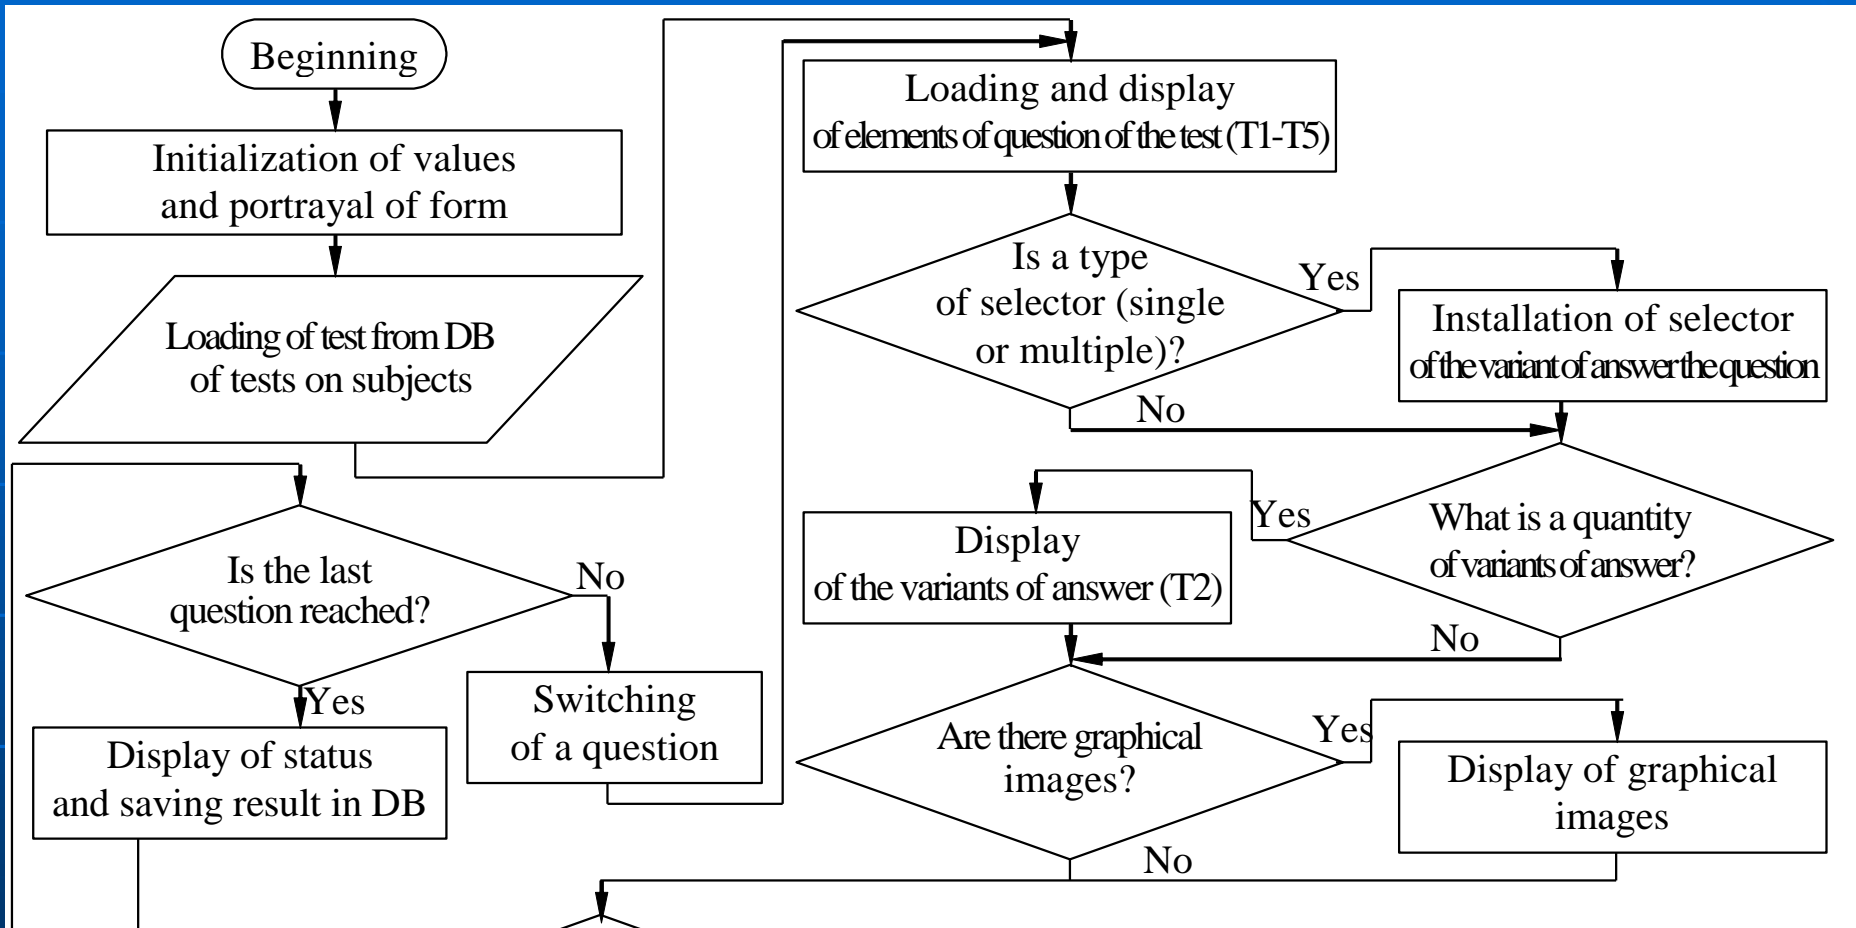 Beginning
Initialization of values
and portrayal of form
Loading of test from DB
of tests on subjects
Is the last
question reached?
No
Yes
Switching
of a question
Display of status
and saving result in DB
Loading and display
of elements of question of the test (T1-T5)
Is a type
of selector (single
or multiple)?
Yes
No
Installation of selector
of the variant of answer the question
What is a quantity
of variants of answer?
Yes
No
Display
of the variants of answer (T2)
Are there graphical
images?
Yes
No
Display of graphical
images